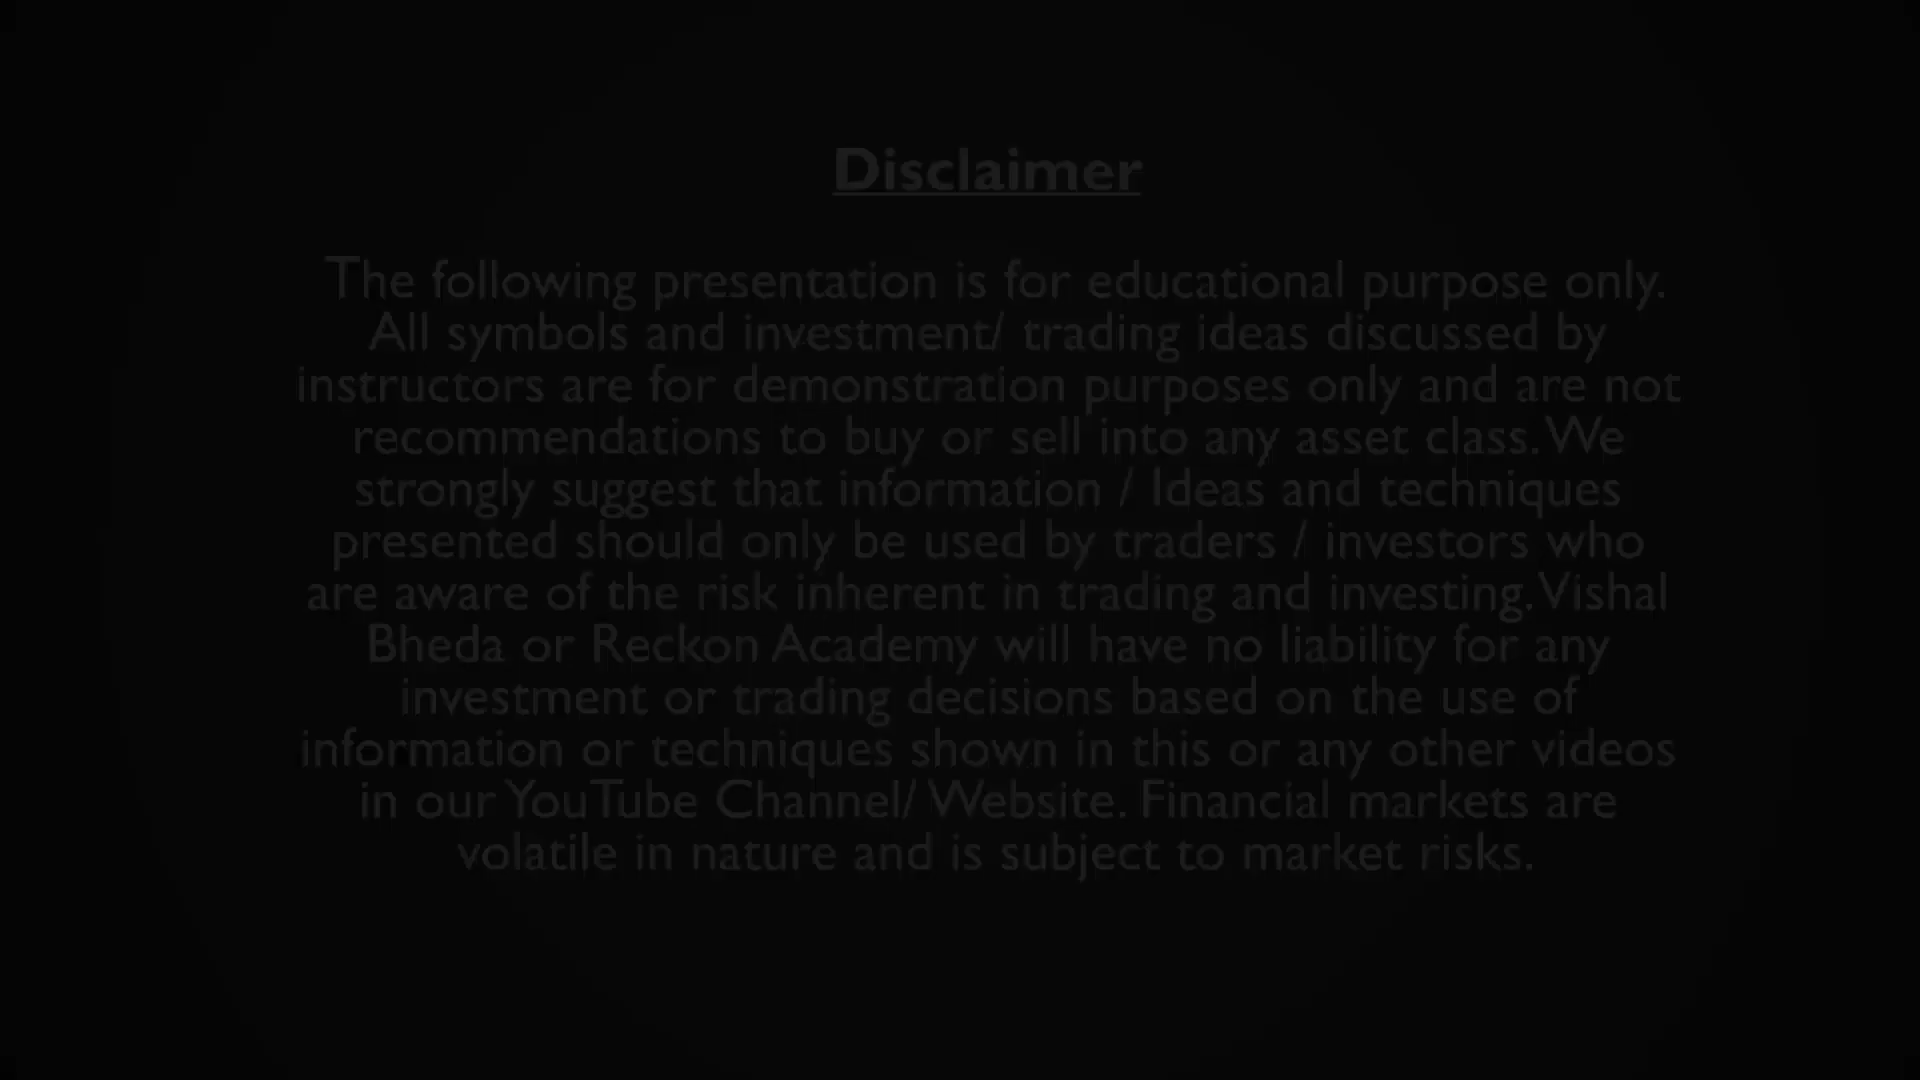 Disclaimer
The following presentation is for educational purpose only.
All symbols and investment/ trading ideas discussed by
instructors are for demonstration purposes only and are not
recommendations to buy or sell into any asset class. We
strongly suggest that information / Ideas and techniques
presented should only be used by traders / investors who
are aware of the risk inherent in trading and investing. Vishal
Bheda or Reckon Academy will have no liability for any
investment or trading decisions based on the use of
information or techniques shown in this or any other videos
in our YouTube Channel/ Website. Financial markets are
volatile in nature and is subject to market risks.